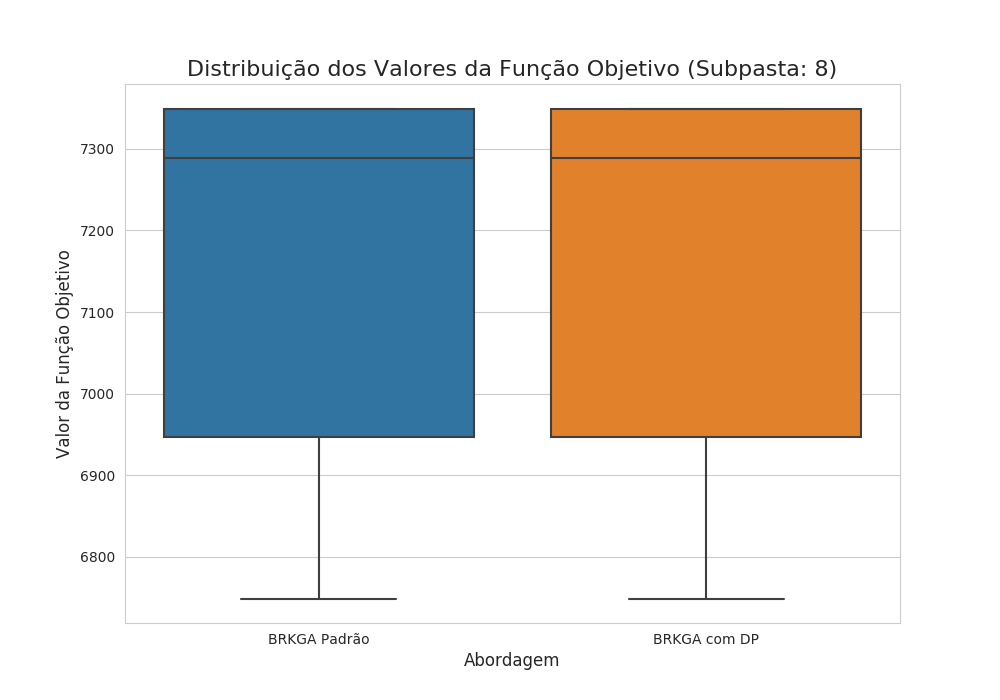 Distribuição dos Valores da Função Objetivo (Subpasta: 8)
Valor da Função Objetivo
7300
7200
7100
7000
6900
6800
BRKGA Padrão
BRKGA com DP
Abordagem